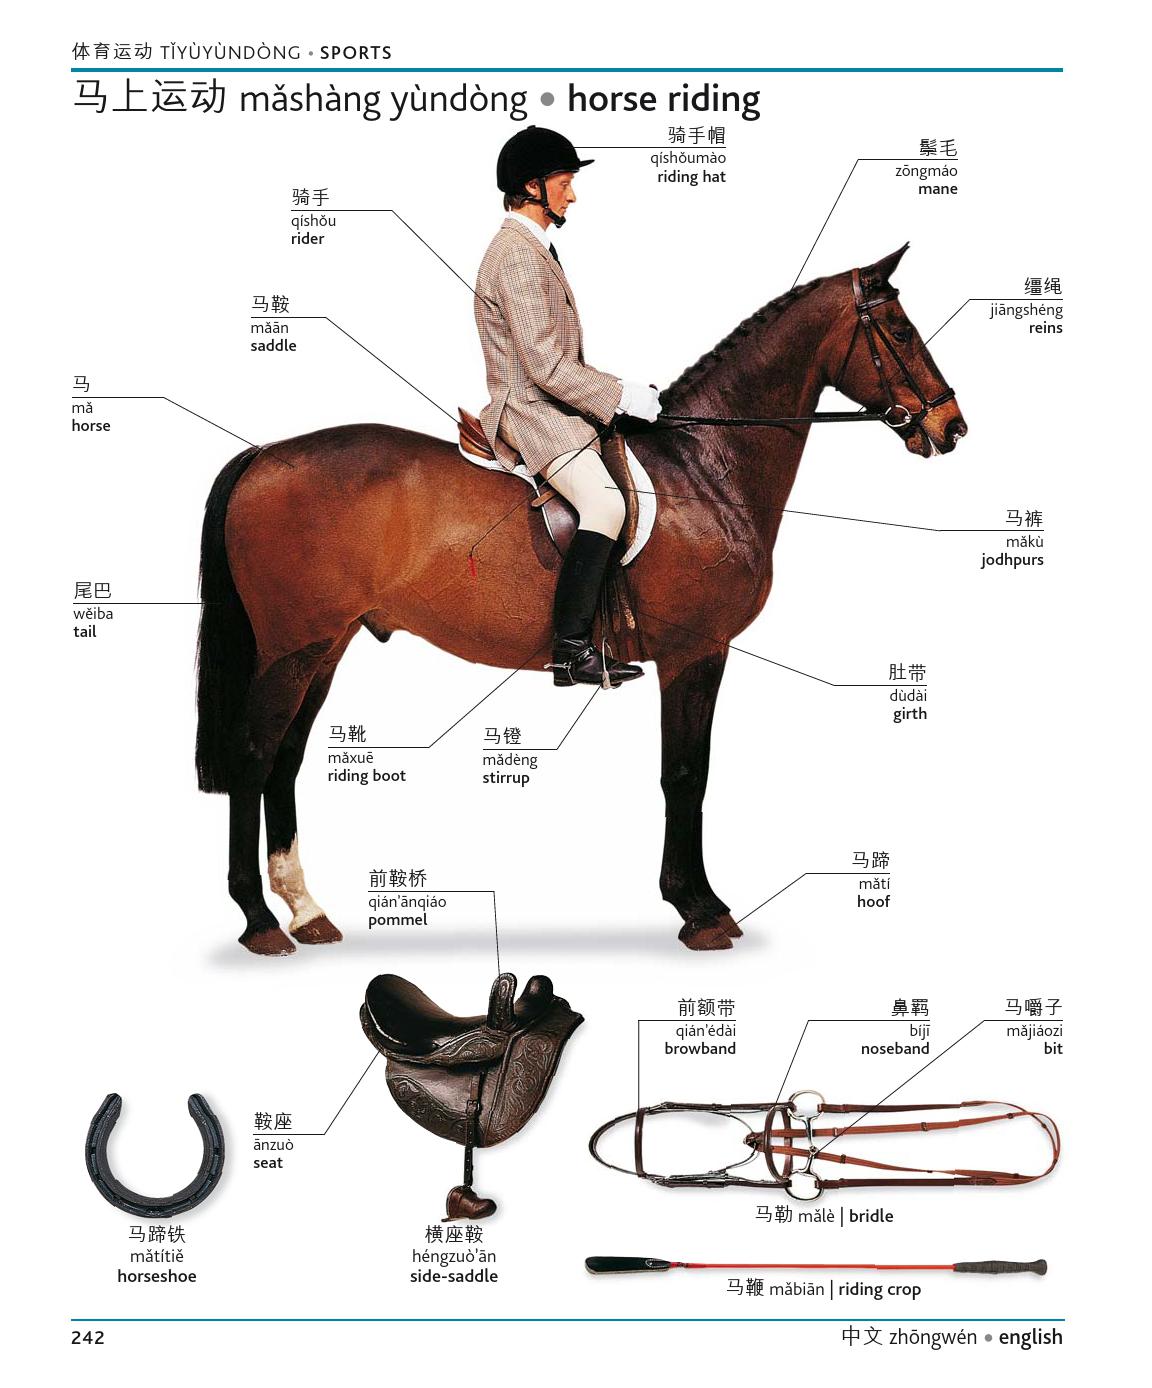 体育运动 TǏYÙYÙNDÒNG • SPORTS
马上运动 mǎshàng yùndòng • horse riding
骑手帽
qíshǒumào
riding hat
鬃毛
zōngmáo
mane
骑手
qíshǒu
rider
缰绳
jiāngshéng
reins
马鞍
mǎān
saddle
马
mǎ
horse
马裤
mǎkù
jodhpurs
尾巴
wěiba
tail
肚带
dùdài
girth
马靴
mǎxuē
riding boot
马镫
mǎdèng
stirrup
马蹄
mǎtí
hoof
前鞍桥
qián'ānqiáo
pommel
前额带
qián'édài
browband
鼻羁
bíjī
noseband
马嚼子
mǎjiáozi
bit
鞍座
ānzuò
seat
马蹄铁
mǎtítiě
horseshoe
横座鞍
héngzuò'ān
side-saddle
马勒 mǎlè | bridle
马鞭 mǎbiān | riding crop
242
中文 zhōngwén • english